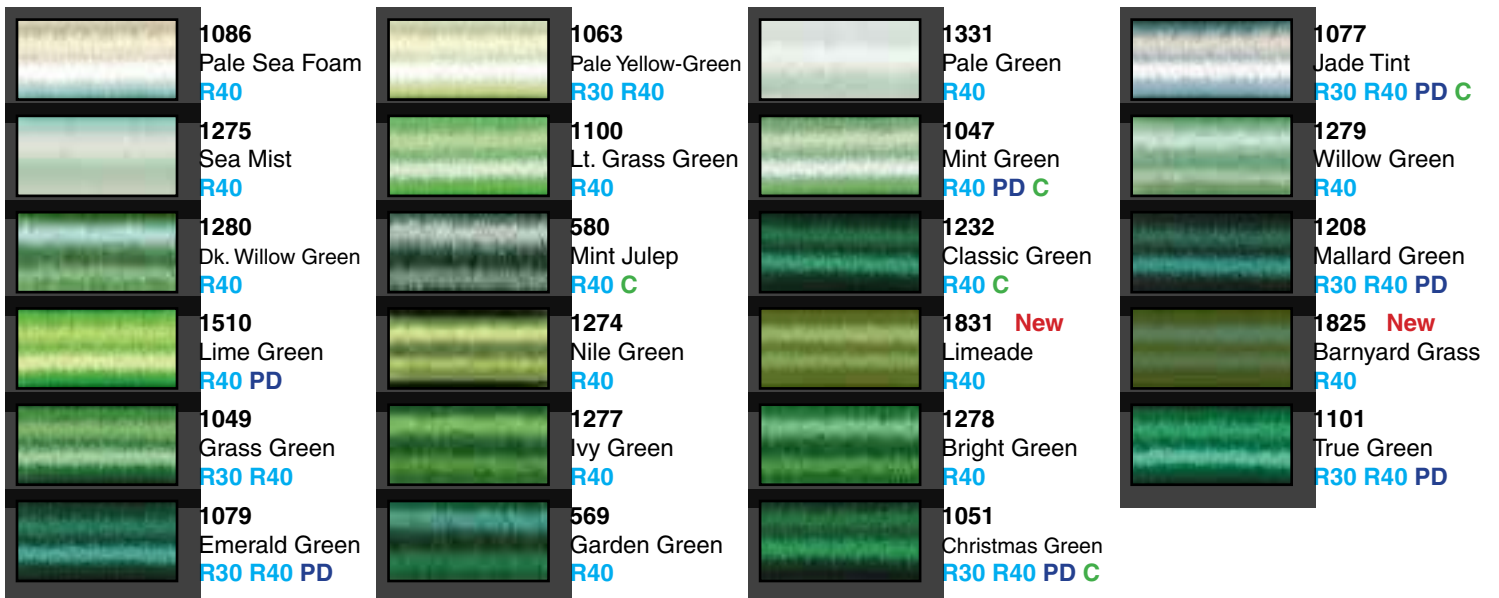 1086
Pale Sea Foam
R40
1275
Sea Mist
R40
1280
Dk. Willow Green
R40
1510
Lime Green
R40 PD
1049
Grass Green
R30 R40
1079
Emerald Green
R30 R40 PD
1063
Pale Yellow-Green
R30 R40
1100
Lt. Grass Green
R40
580
Mint Julep
R40 C
1274
Nile Green
R40
1277
Ivy Green
R40
569
Garden Green
R40
1331
Pale Green
R40
1047
Mint Green
R40 PD C
1232
Classic Green
R40 C
1831 New
Limeade
R40
1278
Bright Green
R40
1051
Christmas Green
R30 R40 PD C
1077
Jade Tint
R30 R40 PD C
1279
Willow Green
R40
1208
Mallard Green
R30 R40 PD
1825 New
Barnyard Grass
R40
1101
True Green
R30 R40 PD